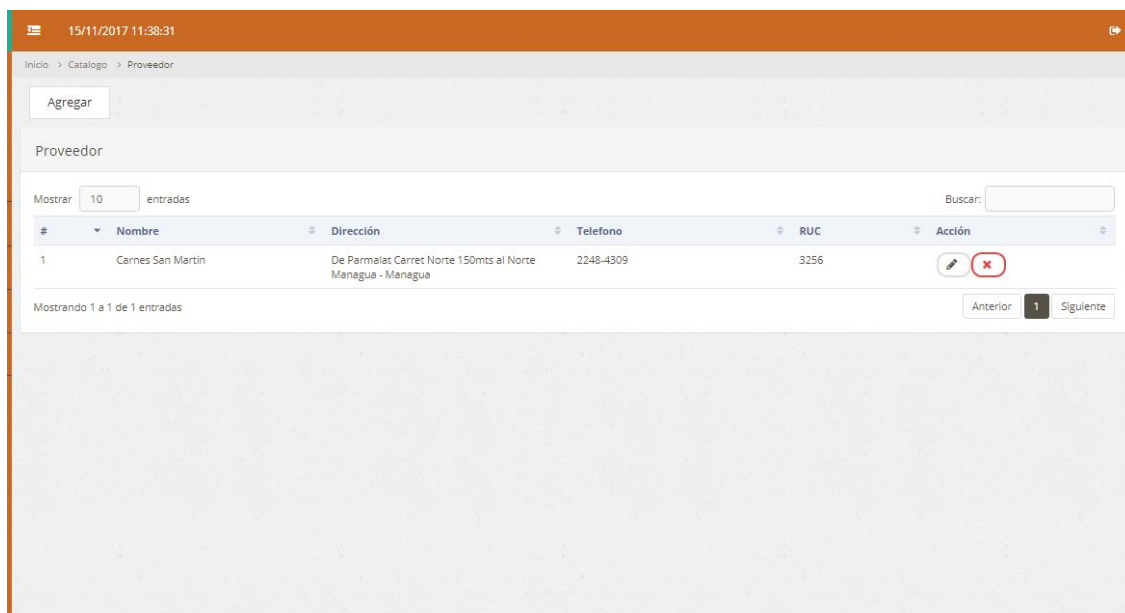 15/11/2017 11:38:31
Inicio > Catalogo > Proveedor
Agregar
Proveedor
Mostrar 10 entradas Buscar:
# Nombre Dirección Telefono RUC Acción
1 Carnes San Martin De Parmalat Carret Norte 150mts al Norte 2248-4309 3256
Managua - Managua
Mostrando 1 a 1 de 1 entradas Anterior 1 Siguiente